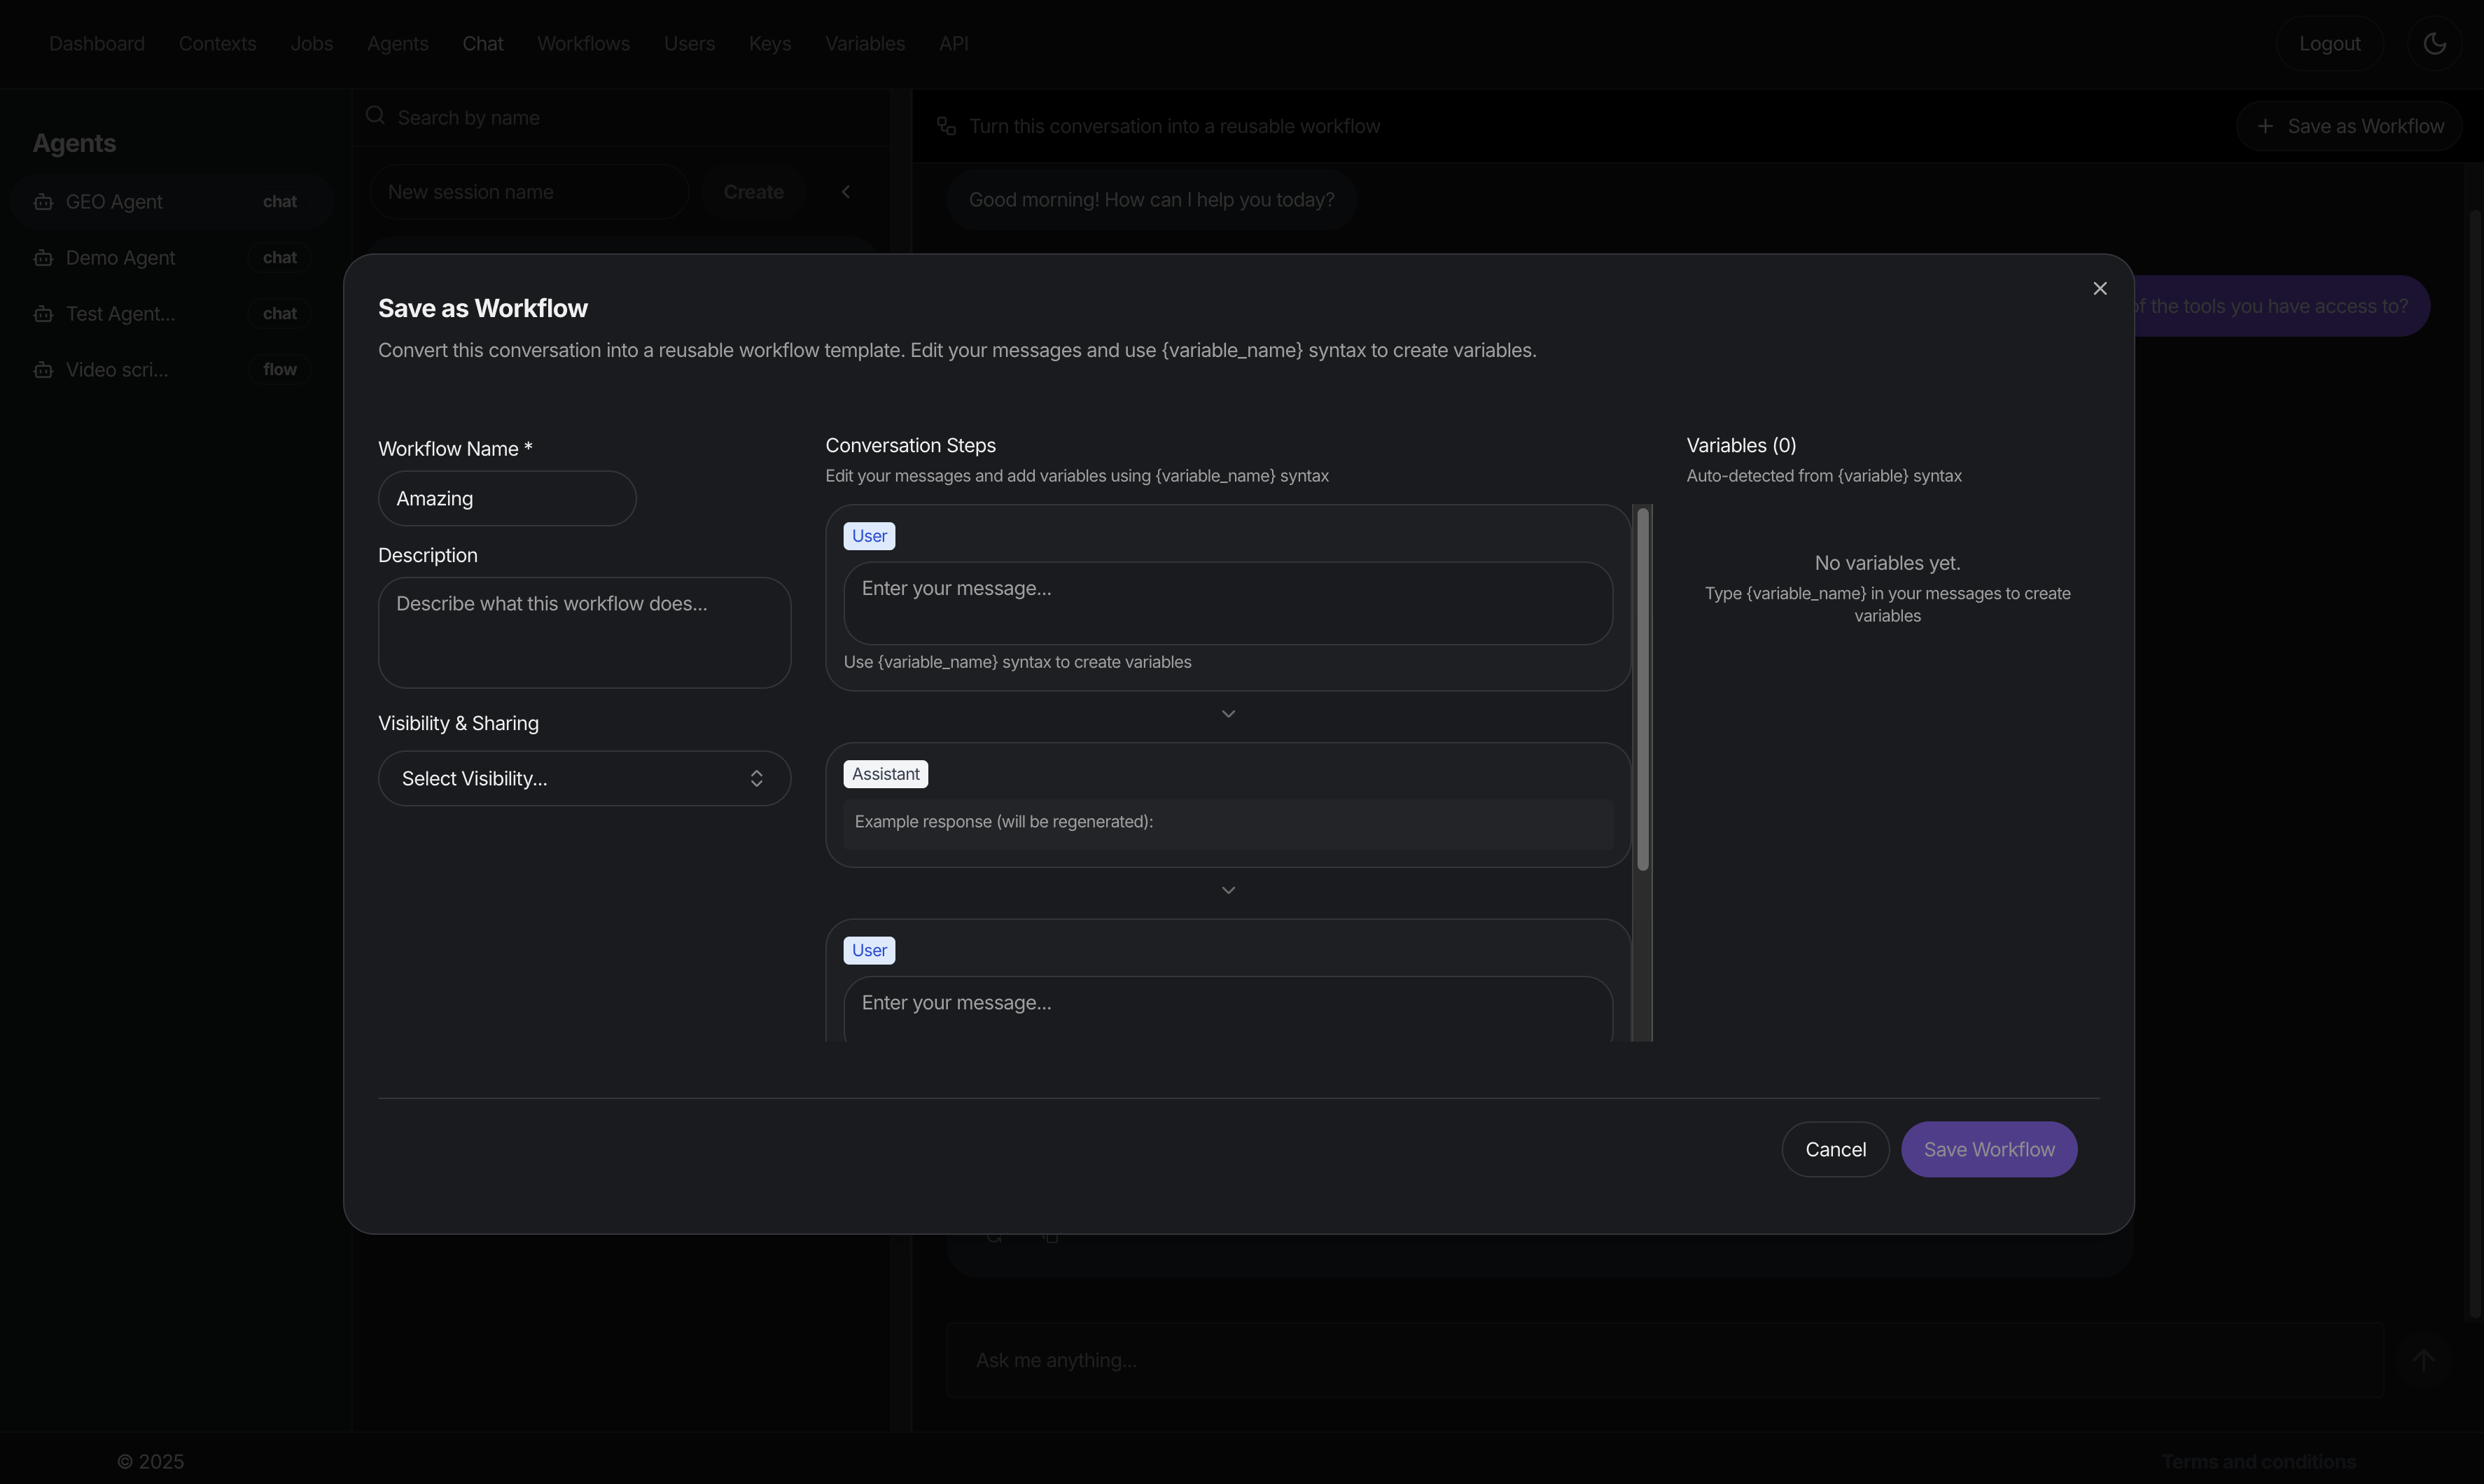 Dashboard Contexts Jobs Agents Chat Workflows Users Keys Variables API Logout
Agents
GEO Agent chat
Demo Agent chat
Test Agent... chat
Video scri... flow
Search by name
New session name Create
Turn this conversation into a reusable workflow
Save as Workflow
Good morning! How can I help you today?
of the tools you have access to?
Save as Workflow
Convert this conversation into a reusable workflow template. Edit your messages and use {variable_name} syntax to create variables.
Workflow Name *
Amazing
Description
Describe what this workflow does...
Visibility & Sharing
Select Visibility...
Conversation Steps
Edit your messages and add variables using {variable_name} syntax
User
Enter your message...
Use {variable_name} syntax to create variables
Assistant
Example response (will be regenerated):
User
Enter your message...
Variables (0)
Auto-detected from {variable} syntax
No variables yet.
Type {variable_name} in your messages to create
variables
Cancel
Save Workflow
Ask me anything...
© 2025
Terms and conditions